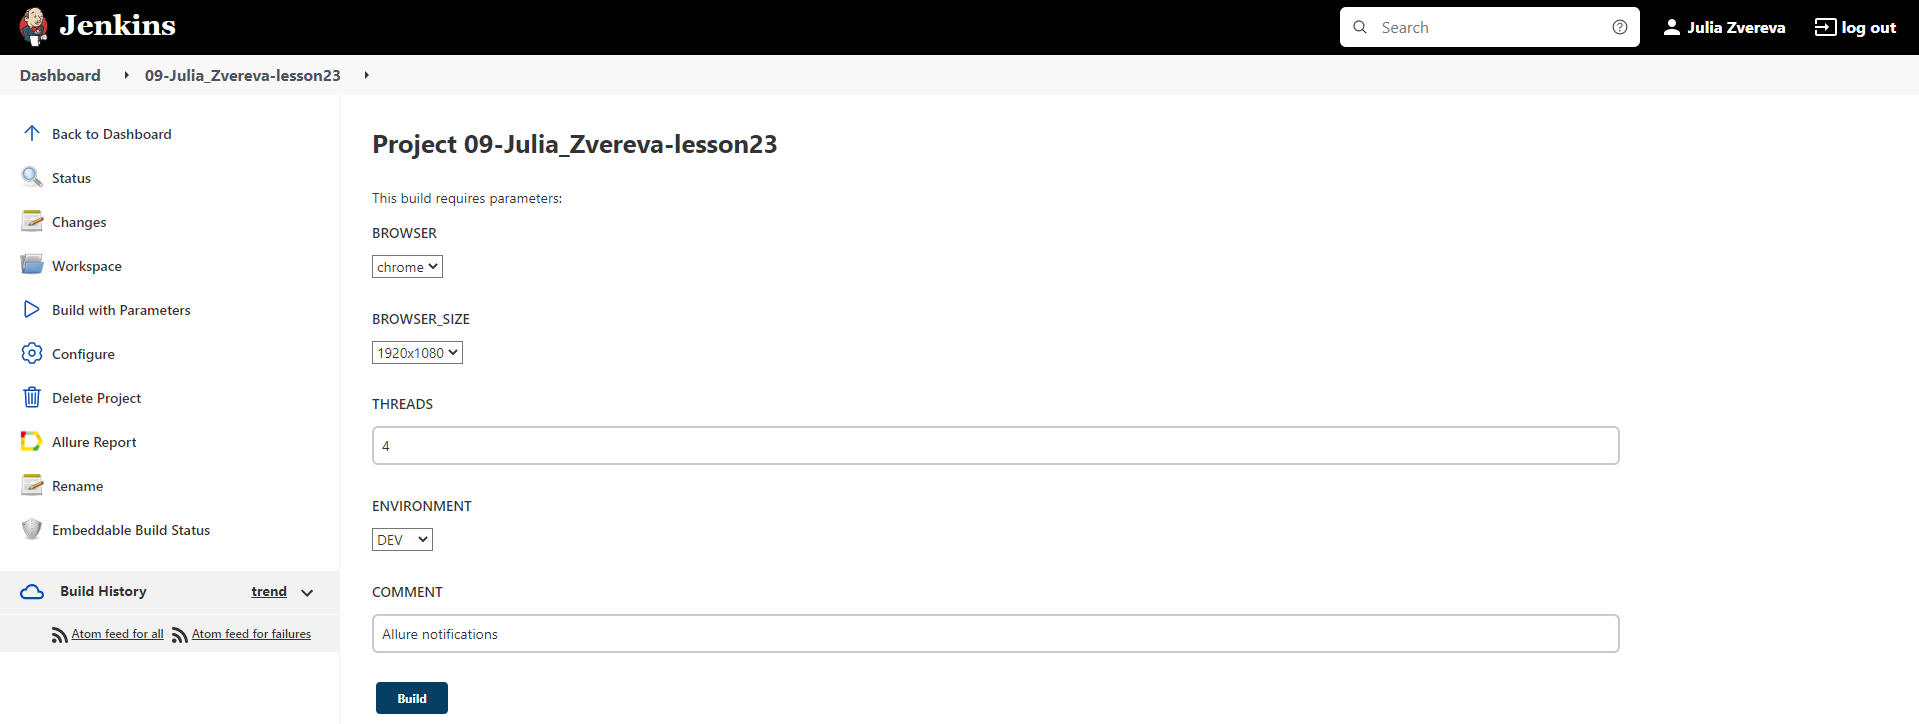 Jenkins
Search
Julia Zvereva
log out
Dashboard
09-Julia_Zvereva-lesson23
Back to Dashboard
Status
Changes
Workspace
Build with Parameters
Configure
Delete Project
Allure Report
Rename
Embeddable Build Status
Build History
trend
Atom feed for all
Atom feed for failures
Project 09-Julia_Zvereva-lesson23
This build requires parameters:
BROWSER
chrome
BROWSER_SIZE
1920x1080
THREADS
4
ENVIRONMENT
DEV
COMMENT
Allure notifications
Build